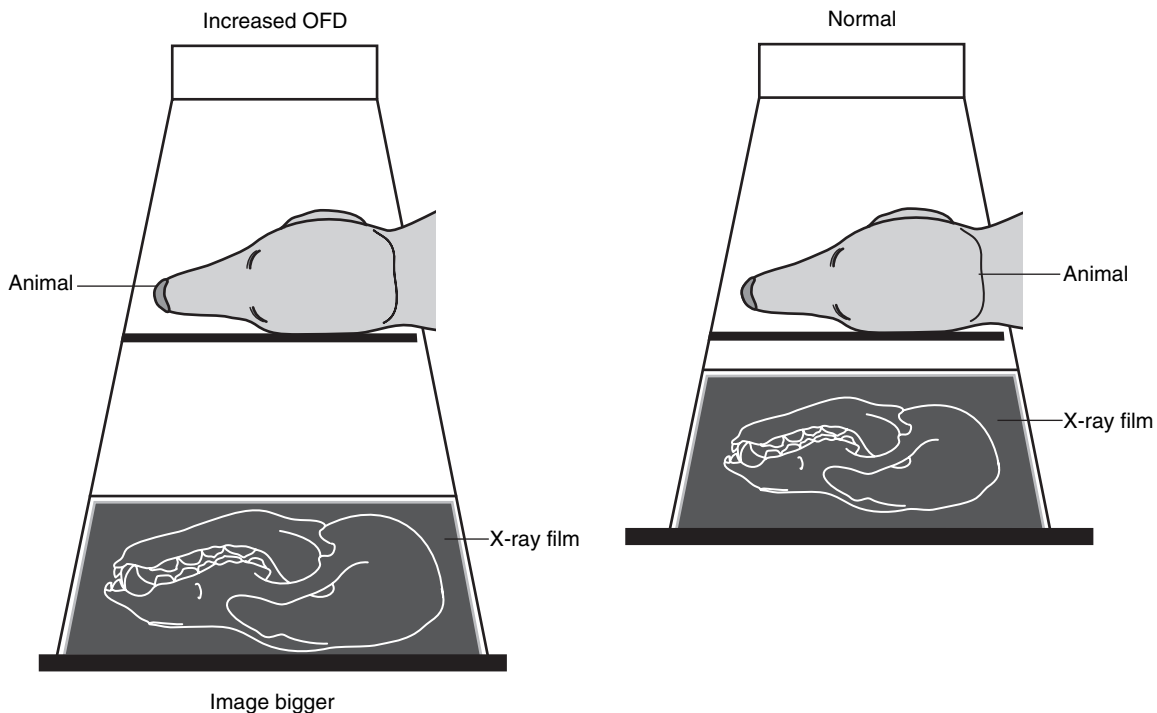 Increased OFD
Normal
Animal
Animal
X-ray film
X-ray film
Image bigger